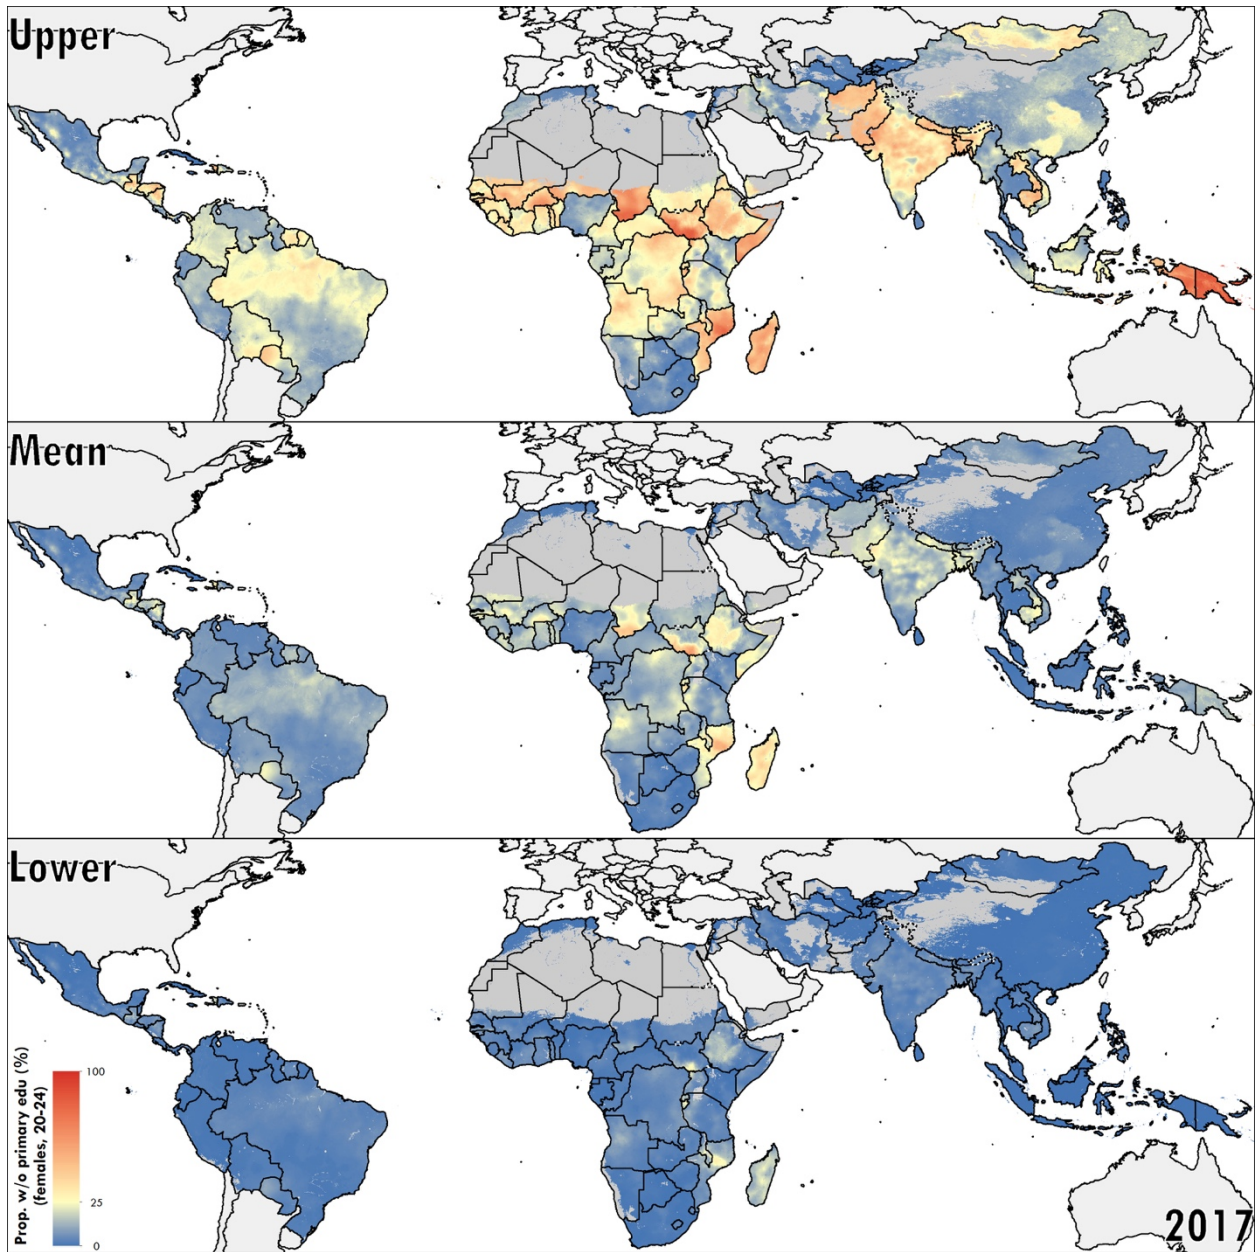 Upper
Mean
Lower
Prop. w/o primary edu (%)
(females, 20-24)
100
25
0
2017